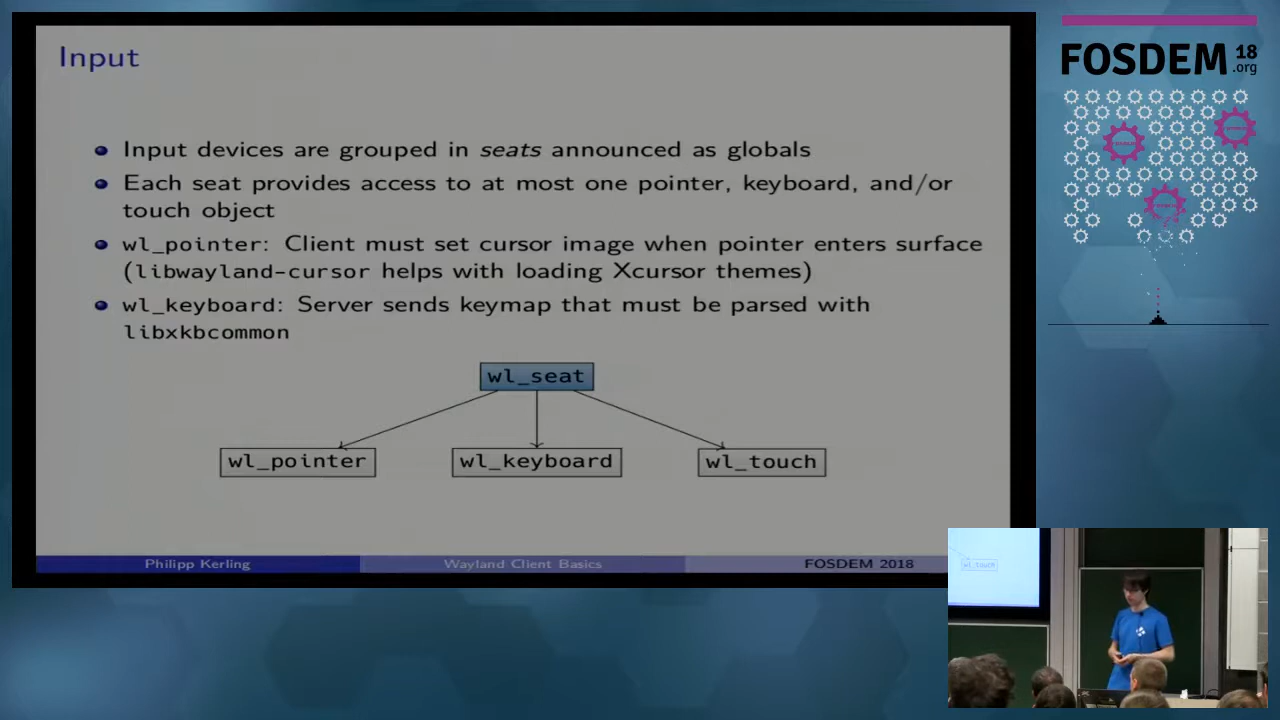 Input
Input devices are grouped in seats announced as globals
Each seat provides access to at most one pointer, keyboard, and/or
touch object
wl_pointer: Client must set cursor image when pointer enters surface
(libwayland-cursor helps with loading Xcursor themes)
wl_keyboard: Server sends keymap that must be parsed with
libxkbcommon
wl_seat
wl_pointer
wl_keyboard
wl_touch
Philipp Kerling
Wayland Client Basics
FOSDEM 2018
FOSDEM 18
.org
wl_touch